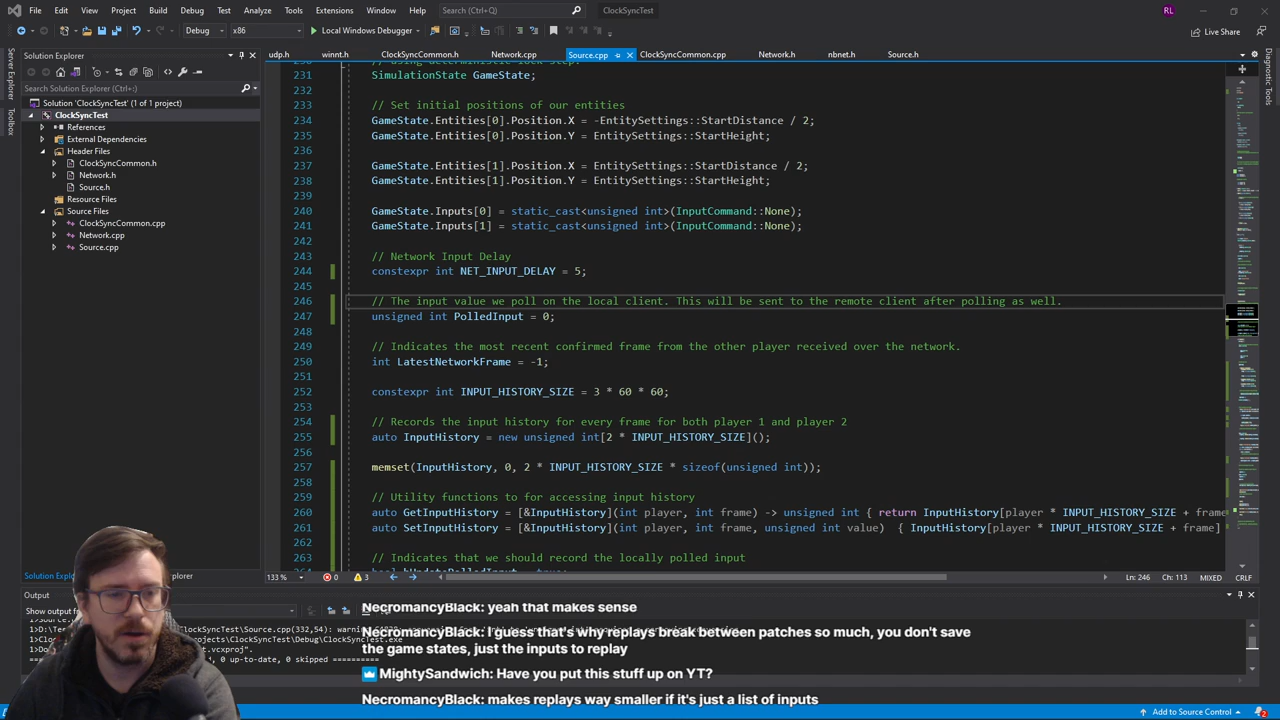 File Edit View Git Project Build Debug Test Analyze Tools Extensions Window Help Search (Ctrl+Q) ClockSyncTest RL
Debug x86 Local Windows Debugger Live Share
Solution Explorer
udp.h winnt.h ClockSyncCommon.h Network.cpp Source.cpp ClockSyncCommon.cpp Network.h nbnet.h Source.h
Server Explorer
Toolbox
Diagnostic Tools
Search Solution Explorer (Ctrl+;)
Solution 'ClockSyncTest' (1 of 1 project)
ClockSyncTest
References
External Dependencies
Header Files
ClockSyncCommon.h
Network.h
Source.h
Resource Files
Source Files
ClockSyncCommon.cpp
Network.cpp
Source.cpp
230 // using deterministic lock step.
231 SimulationState GameState;
232
233 // Set initial positions of our entities
234 GameState.Entities[0].Position.X = -EntitySettings::StartDistance / 2;
235 GameState.Entities[0].Position.Y = EntitySettings::StartHeight;
236
237 GameState.Entities[1].Position.X = EntitySettings::StartDistance / 2;
238 GameState.Entities[1].Position.Y = EntitySettings::StartHeight;
239
240 GameState.Inputs[0] = static_cast<unsigned int>(InputCommand::None);
241 GameState.Inputs[1] = static_cast<unsigned int>(InputCommand::None);
242
243 // Network Input Delay
244 constexpr int NET_INPUT_DELAY = 5;
245
246 // The input value we poll on the local client. This will be sent to the remote client after polling as well.
247 unsigned int PolledInput = 0;
248
249 // Indicates the most recent confirmed frame from the other player received over the network.
250 int LatestNetworkFrame = -1;
251
252 constexpr int INPUT_HISTORY_SIZE = 3 * 60 * 60;
253
254 // Records the input history for every frame for both player 1 and player 2
255 auto InputHistory = new unsigned int[2 * INPUT_HISTORY_SIZE]();
256
257 memset(InputHistory, 0, 2 * INPUT_HISTORY_SIZE * sizeof(unsigned int));
258
259 // Utility functions to for accessing input history
260 auto GetInputHistory = [&InputHistory](int player, int frame) -> unsigned int { return InputHistory[player * INPUT_HISTORY_SIZE + frame
261 auto SetInputHistory = [&InputHistory](int player, int frame, unsigned int value) { InputHistory[player * INPUT_HISTORY_SIZE + frame]
262
263 // Indicates that we should record the locally polled input
133 % 0 3 Ln: 246 Ch: 113 MIXED CRLF
Output
NecromancyBlack: yeah that makes sense
NecromancyBlack: I guess that's why replays break between patches so much, you don't save
the game states, just the inputs to replay
MightySandwich: Have you put this stuff up on YT?
NecromancyBlack: makes replays way smaller if it's just a list of inputs
Add to Source Control 2